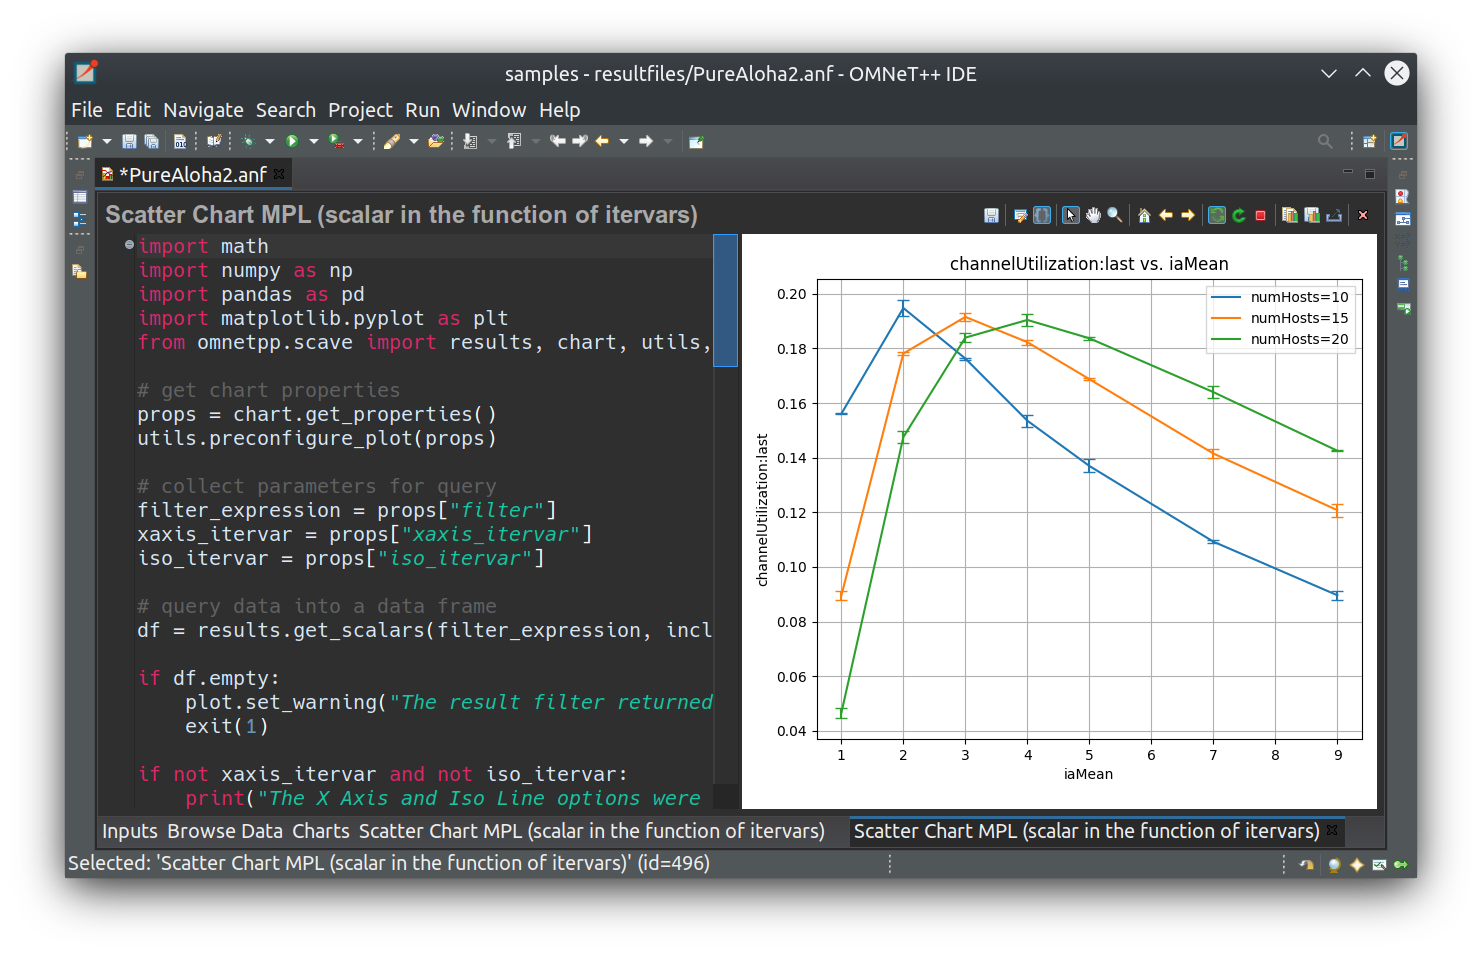 samples - resultfiles/PureAloha2.anf - OMNeT++ IDE
File Edit Navigate Search Project Run Window Help
*PureAloha2.anf
Scatter Chart MPL (scalar in the function of itervars)
import math
import numpy as np
import pandas as pd
import matplotlib.pyplot as plt
from omnetpp.scave import results, chart, utils,
# get chart properties
props = chart.get_properties()
utils.preconfigure_plot(props)
# collect parameters for query
filter_expression = props["filter"]
xaxis_itervar = props["xaxis_itervar"]
iso_itervar = props["iso_itervar"]
# query data into a data frame
df = results.get_scalars(filter_expression, incl
if df.empty:
plot.set_warning("The result filter returned
exit(1)
if not xaxis_itervar and not iso_itervar:
print("The X Axis and Iso Line options were
channelUtilization:last vs. iaMean
numHosts=10
numHosts=15
numHosts=20
channelUtilization:last
0.20
0.18
0.16
0.14
0.12
0.10
0.08
0.06
0.04
1 2 3 4 5 6 7 8 9
iaMean
Inputs Browse Data Charts Scatter Chart MPL (scalar in the function of itervars) Scatter Chart MPL (scalar in the function of itervars)
Selected: 'Scatter Chart MPL (scalar in the function of itervars)' (id=496)